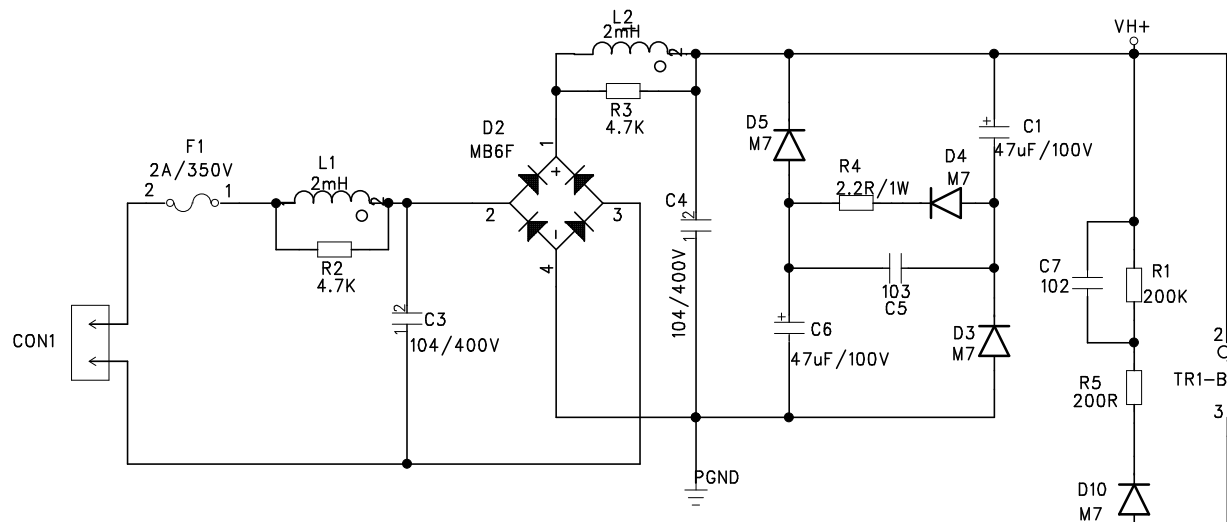 L2
2mH
2
R3
4.7K
VH+
F1
2A/350V
2
1
L1
2mH
2
R2
4.7K
D2
MB6F
1
+
2
3
-
4
C4
2
1
104/400V
D5
M7
R4
2.2R/1W
D4
M7
+
C1
47uF/100V
103
C5
+
C6
47uF/100V
D3
M7
C7
102
R1
200K
R5
200R
2
TR1-B
3
CON1
2
1
C3
104/400V
PGND
D10
M7